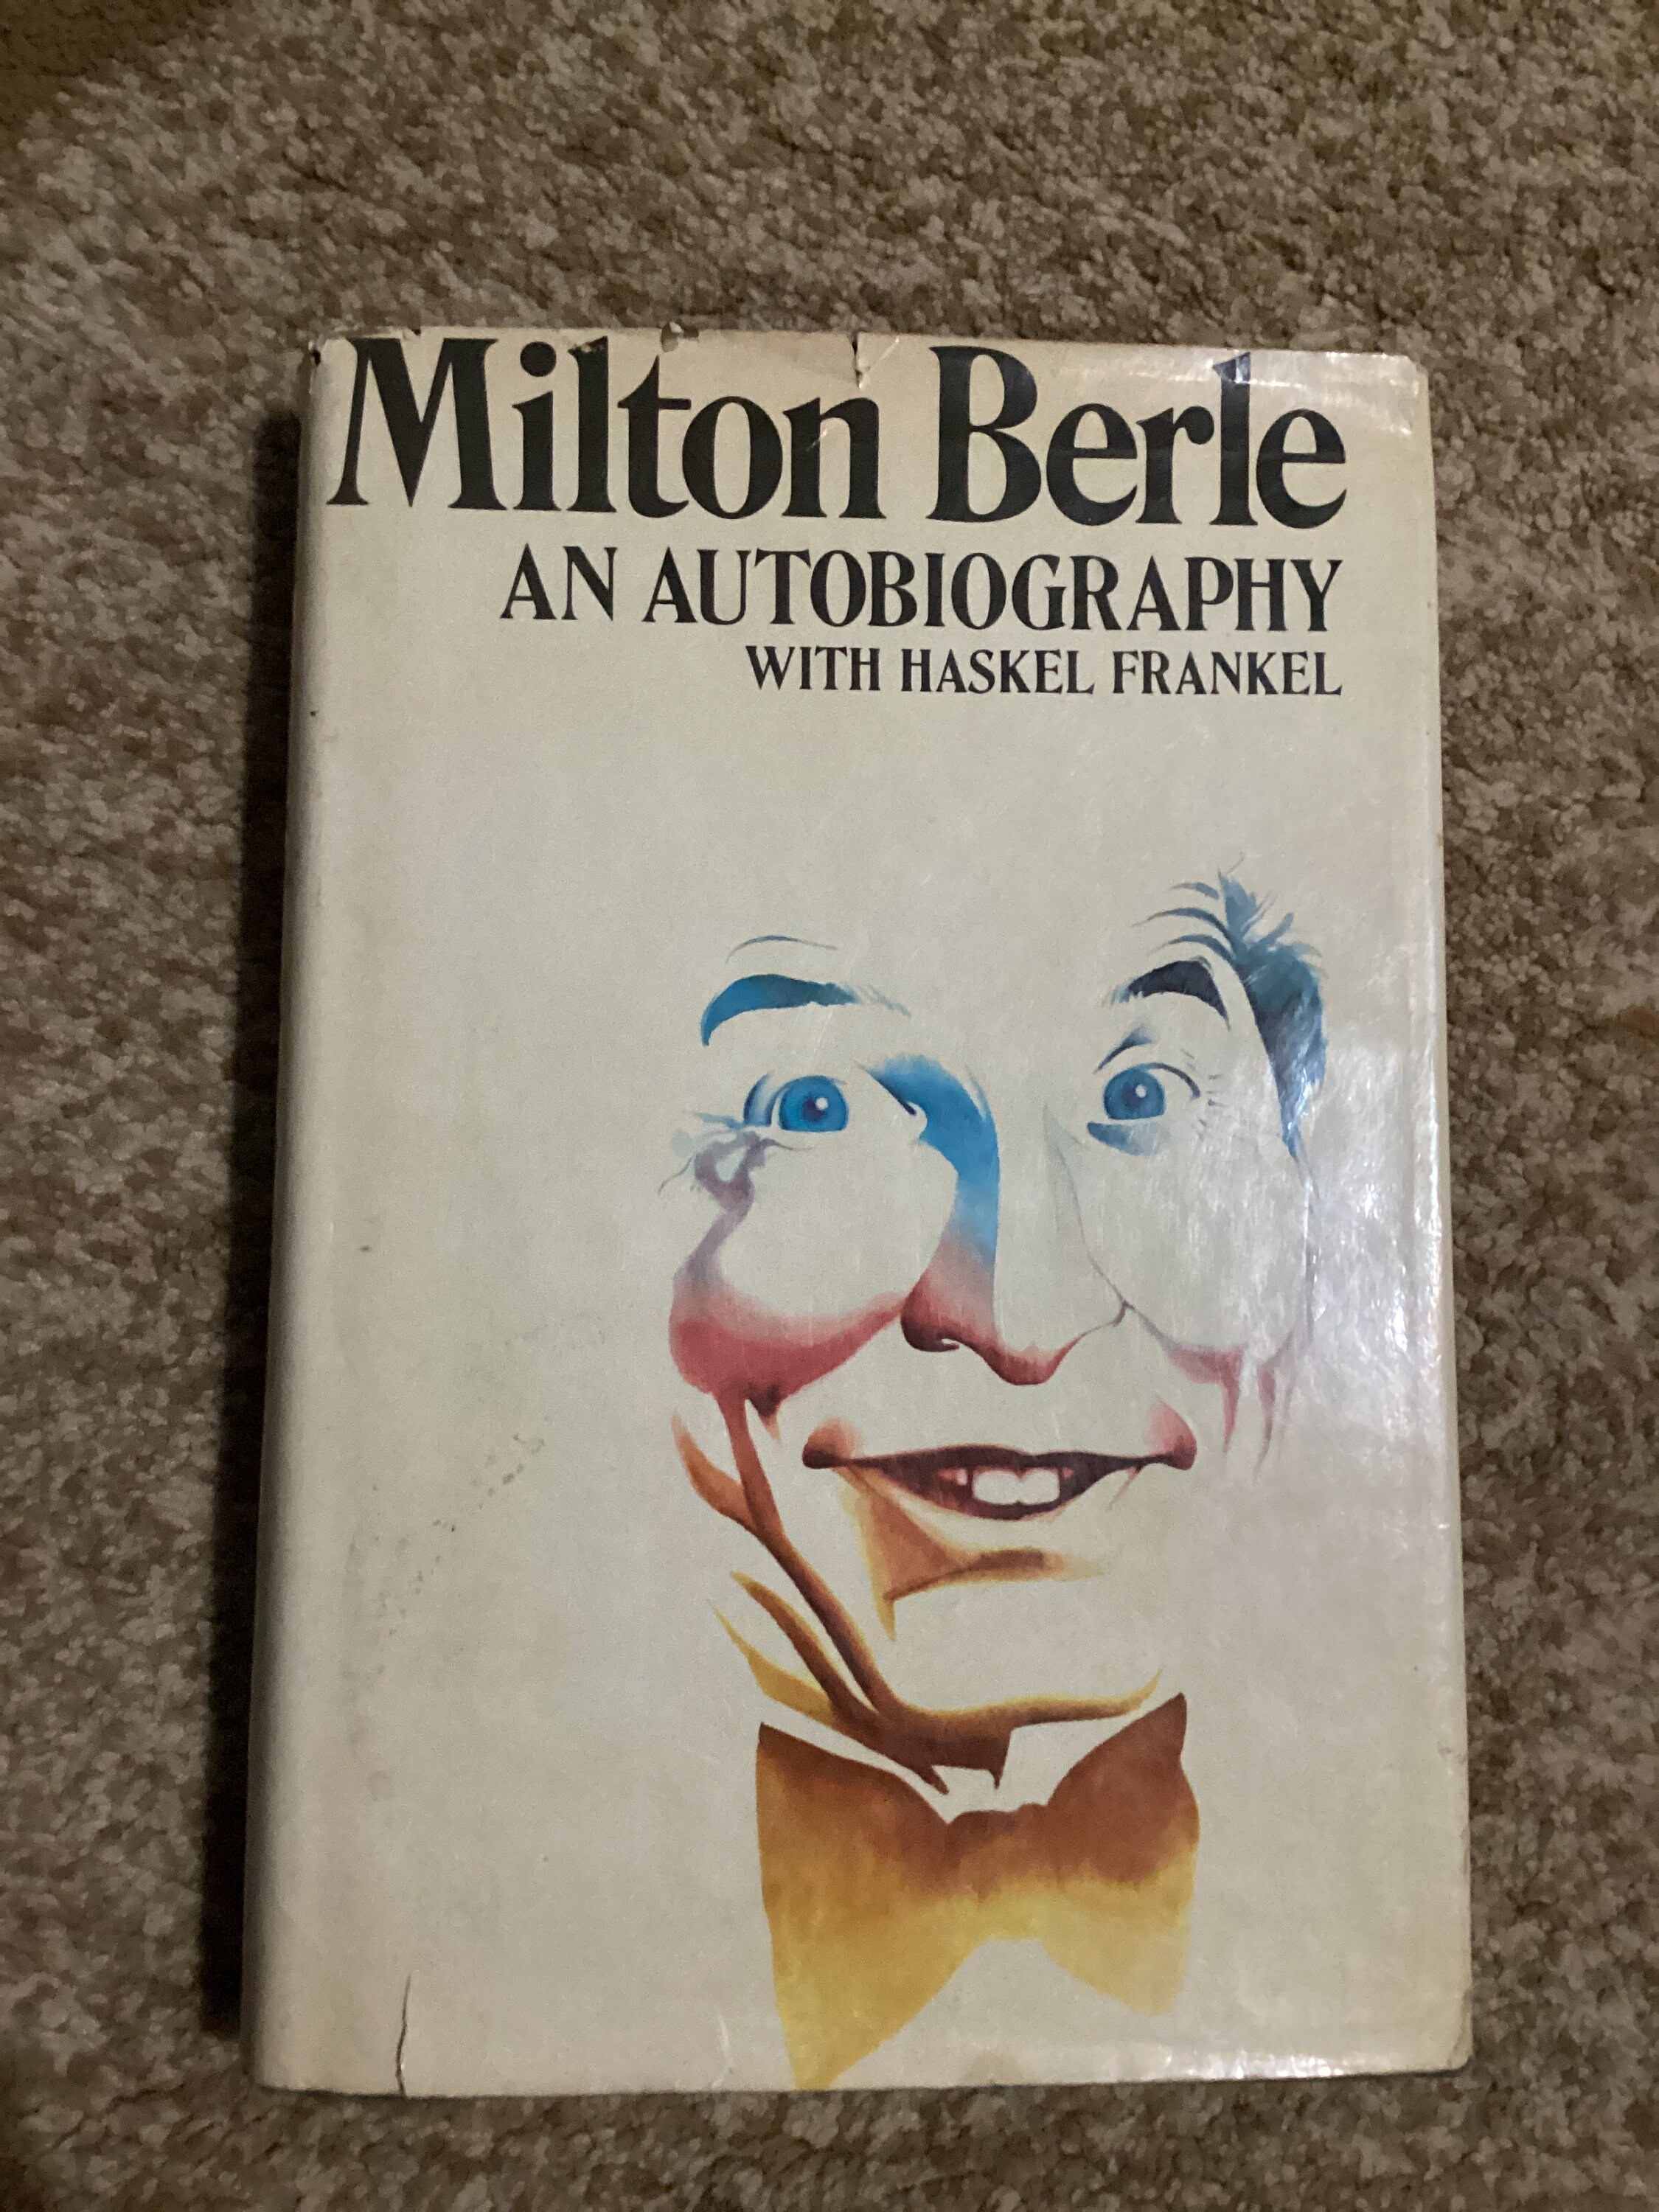 Milton Berle
AN AUTOBIOGRAPHY
WITH HASKEL FRANKEL